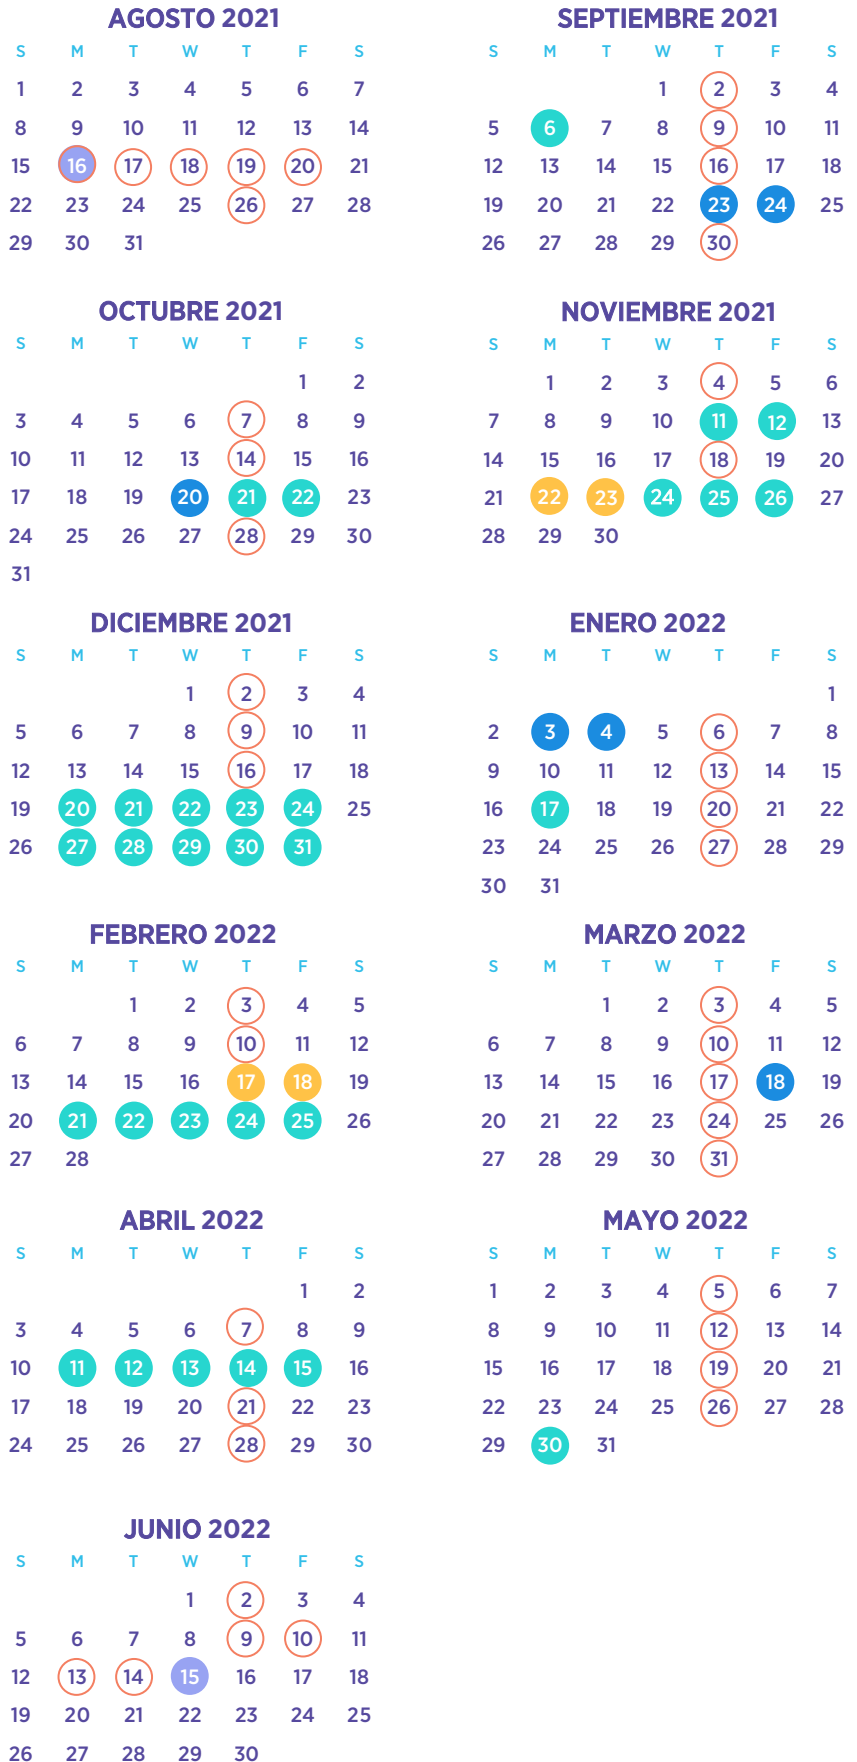 AGOSTO 2021
S M T W T F S
1 2 3 4 5 6 7
8 9 10 11 12 13 14
15 16 17 18 19 20 21
22 23 24 25 26 27 28
29 30 31
SEPTIEMBRE 2021
S M T W T F S
1 2 3 4
5 6 7 8 9 10 11
12 13 14 15 16 17 18
19 20 21 22 23 24 25
26 27 28 29 30
OCTUBRE 2021
S M T W T F S
1 2
3 4 5 6 7 8 9
10 11 12 13 14 15 16
17 18 19 20 21 22 23
24 25 26 27 28 29 30
31
NOVIEMBRE 2021
S M T W T F S
1 2 3 4 5 6
7 8 9 10 11 12 13
14 15 16 17 18 19 20
21 22 23 24 25 26 27
28 29 30
DICIEMBRE 2021
S M T W T F S
1 2 3 4
5 6 7 8 9 10 11
12 13 14 15 16 17 18
19 20 21 22 23 24 25
26 27 28 29 30 31
ENERO 2022
S M T W T F S
1
2 3 4 5 6 7 8
9 10 11 12 13 14 15
16 17 18 19 20 21 22
23 24 25 26 27 28 29
30 31
FEBRERO 2022
S M T W T F S
1 2 3 4 5
6 7 8 9 10 11 12
13 14 15 16 17 18 19
20 21 22 23 24 25 26
27 28
MARZO 2022
S M T W T F S
1 2 3 4 5
6 7 8 9 10 11 12
13 14 15 16 17 18 19
20 21 22 23 24 25 26
27 28 29 30 31
ABRIL 2022
S M T W T F S
1 2
3 4 5 6 7 8 9
10 11 12 13 14 15 16
17 18 19 20 21 22 23
24 25 26 27 28 29 30
MAYO 2022
S M T W T F S
1 2 3 4 5 6 7
8 9 10 11 12 13 14
15 16 17 18 19 20 21
22 23 24 25 26 27 28
29 30 31
JUNIO 2022
S M T W T F S
1 2 3 4
5 6 7 8 9 10 11
12 13 14 15 16 17 18
19 20 21 22 23 24 25
26 27 28 29 30